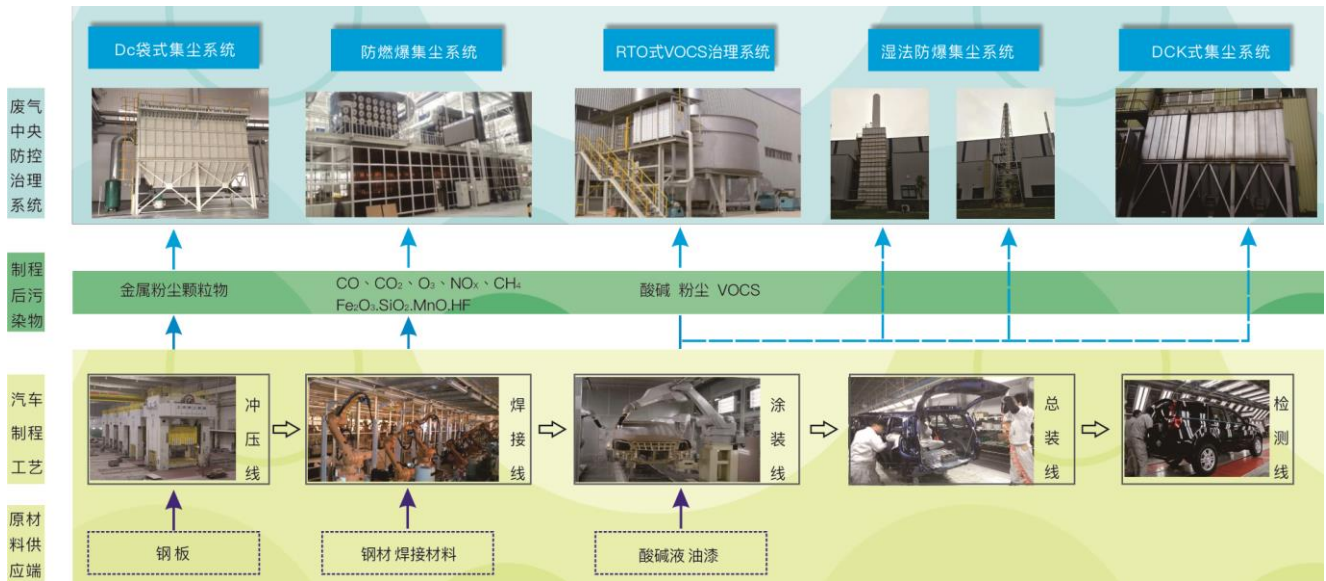 Dc袋式集尘系统
防燃爆集尘系统
RTO式VOCS治理系统
湿法防爆集尘系统
DCK式集尘系统
废气
中央
防控
治理
系统
制程
后污
染物
金属粉尘颗粒物
CO、CO₂、O₃、NOx、CH₄
Fe₂O₃.SiO₂.MnO.HF
酸碱 粉尘 VOCS
汽车
制程
工艺
冲压线
焊接线
涂装线
总装线
检测线
原材
料供
应端
钢板
钢材 焊接材料
酸碱液 油漆